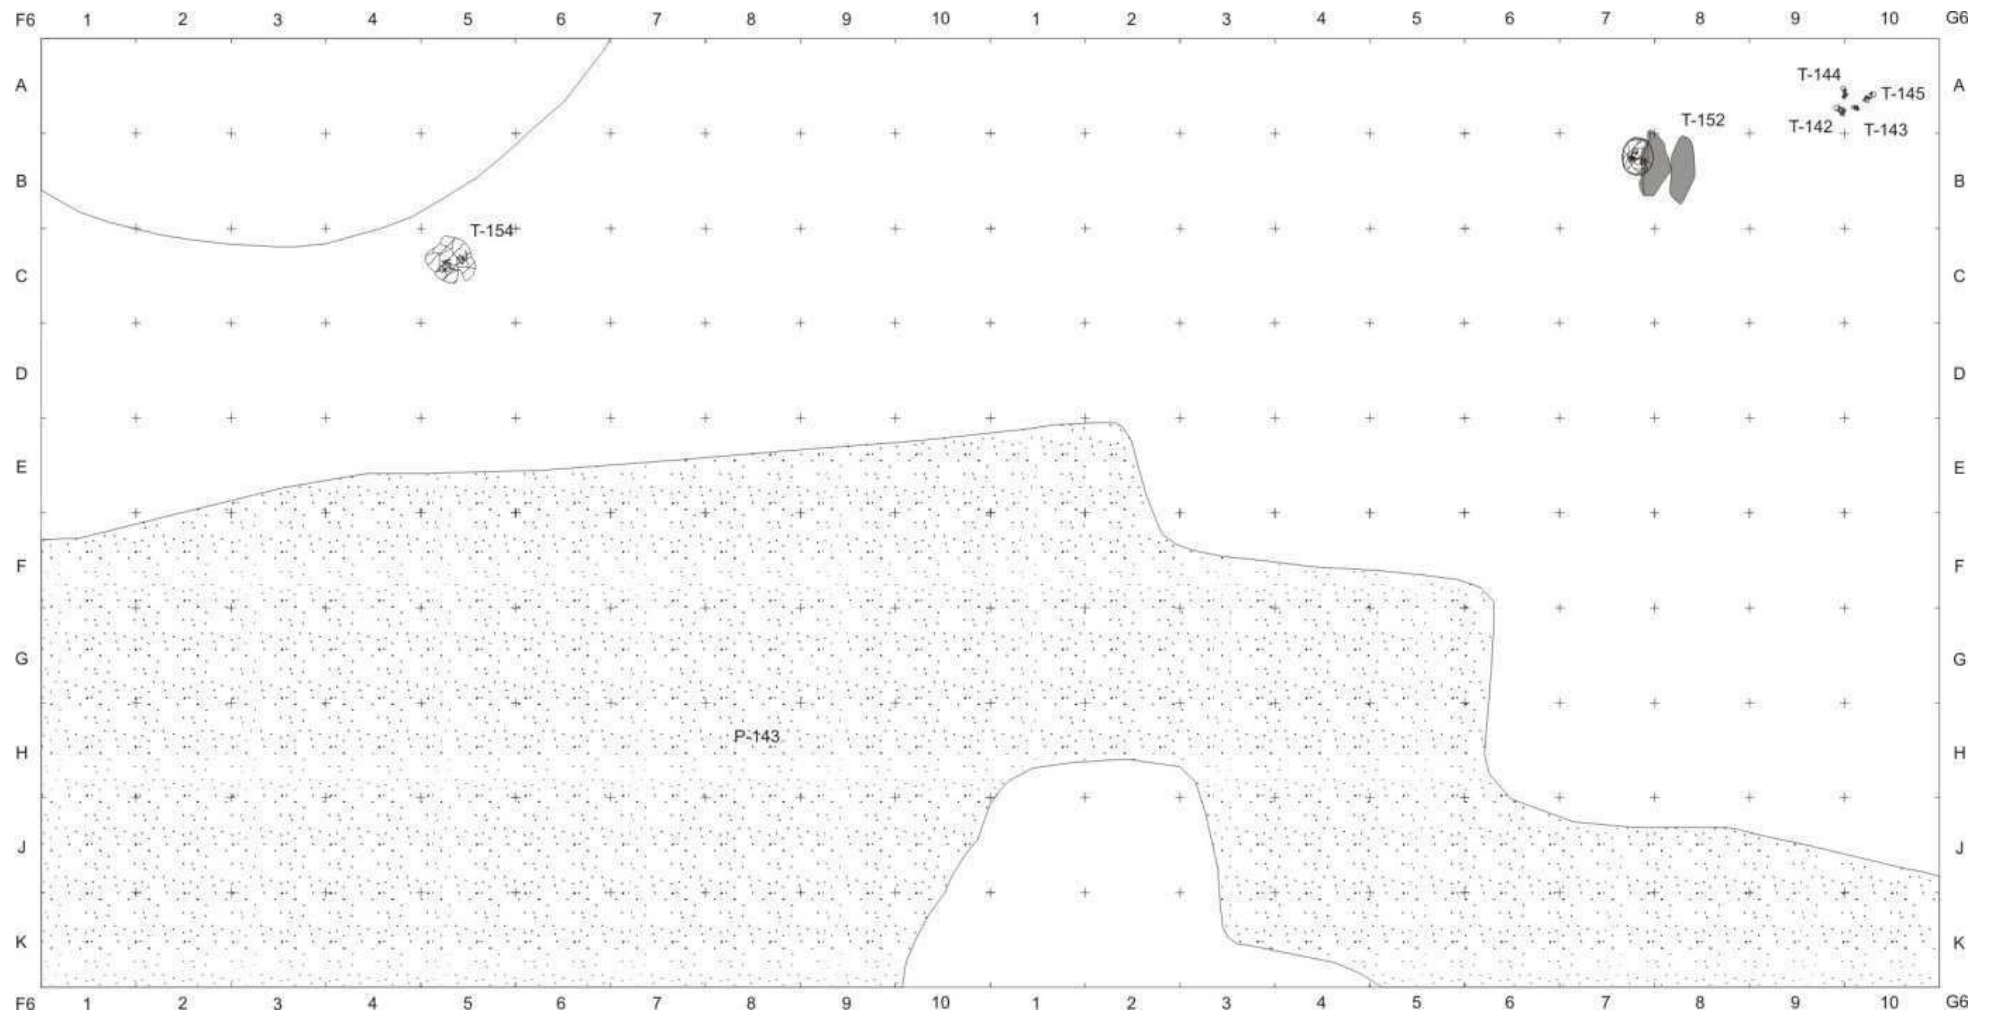 F6 1 2 3 4 5 6 7 8 9 10 1 2 3 4 5 6 7 8 9 10 G6
T-144
A A
T-145
T-152
T-142 T-143
B B
T-154
C C
D D
E E
F F
G G
P-143
H H
J J
K K
F6 1 2 3 4 5 6 7 8 9 10 1 2 3 4 5 6 7 8 9 10 G6